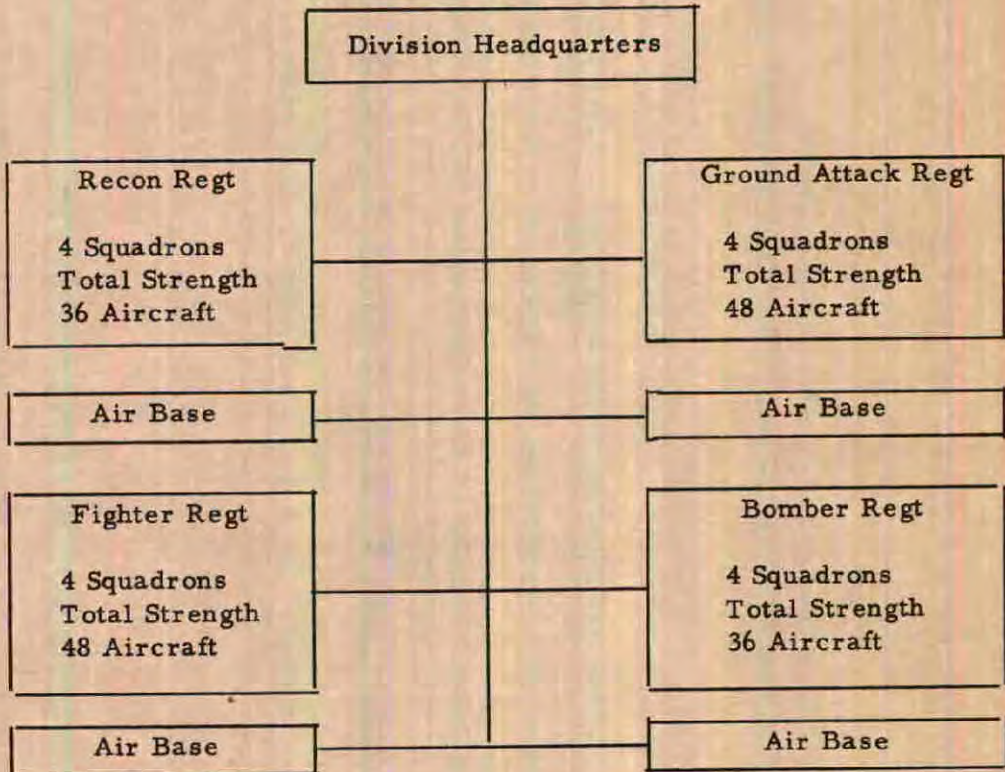 Division Headquarters
Recon Regt
4 Squadrons
Total Strength
36 Aircraft
Ground Attack Regt
4 Squadrons
Total Strength
48 Aircraft
Air Base
Air Base
Fighter Regt
4 Squadrons
Total Strength
48 Aircraft
Bomber Regt
4 Squadrons
Total Strength
36 Aircraft
Air Base
Air Base